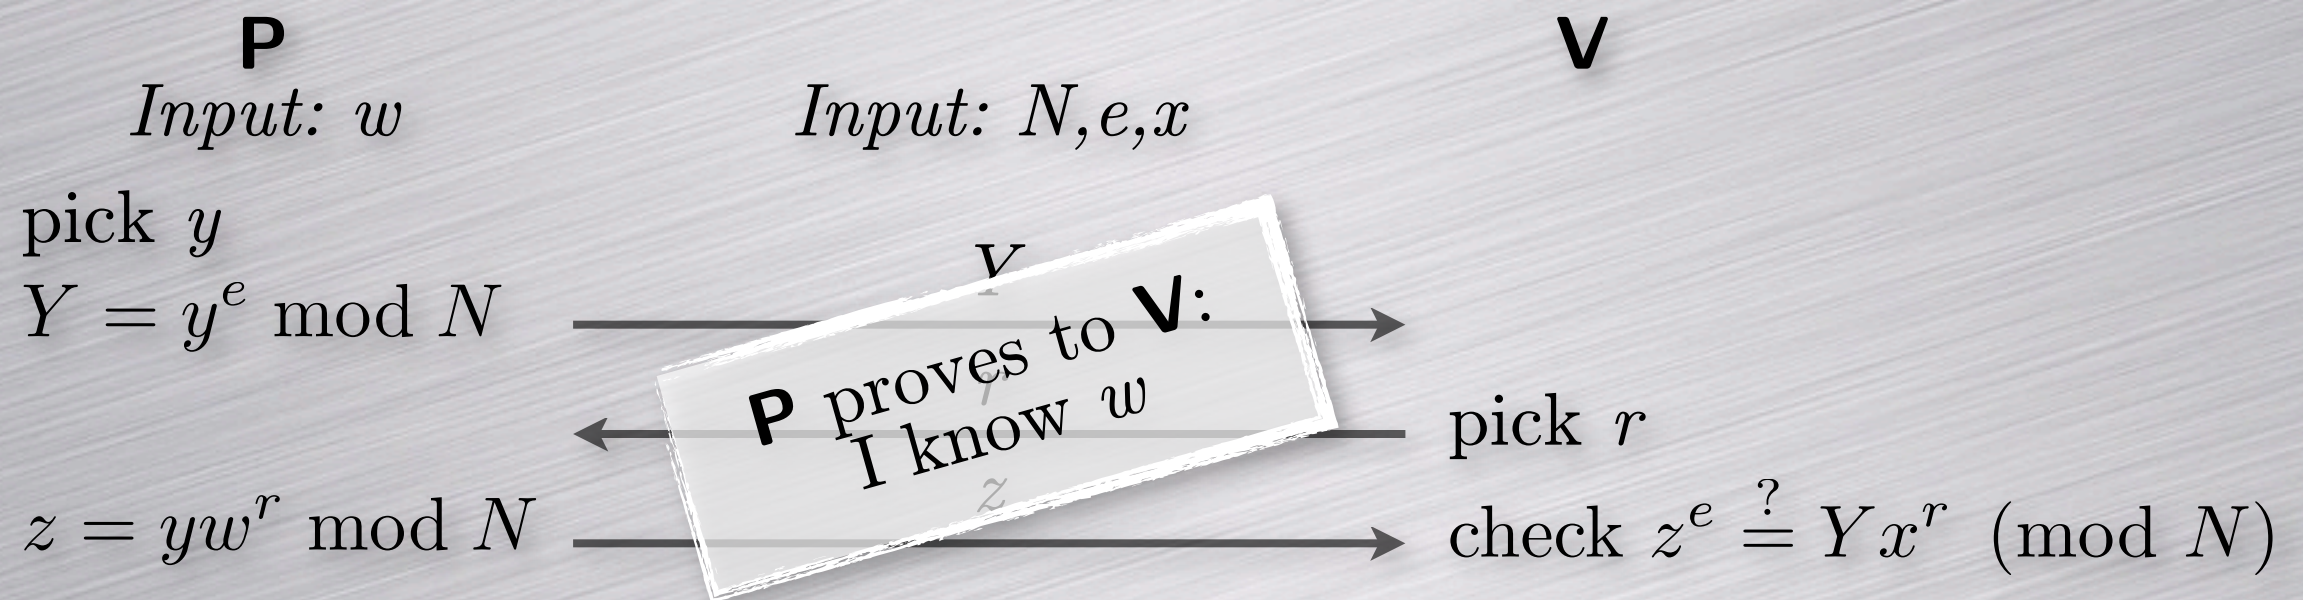 P
V
Input: w
Input: N,e,x
pick y
Y
Y = y^e mod N
P proves to V:
I know w
r
pick r
z
z = yw^r mod N
check z^e ?= Yx^r (mod N)